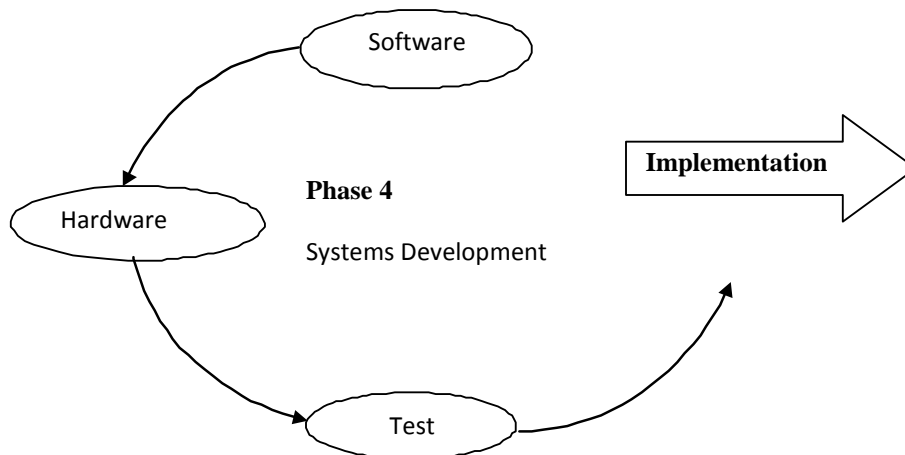 Software
Implementation
Phase 4
Hardware
Systems Development
Test